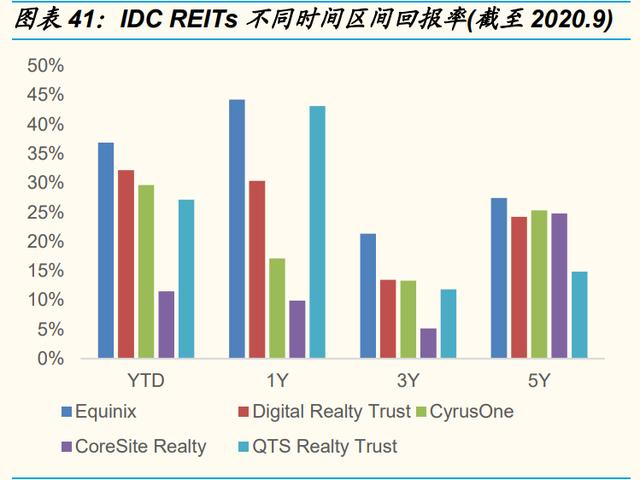 图表 41：IDC REITs 不同时间区间回报率(截至 2020.9)
50%
45%
40%
35%
30%
25%
20%
15%
10%
5%
0%
YTD 1Y 3Y 5Y
Equinix Digital Realty Trust CyrusOne
CoreSite Realty QTS Realty Trust